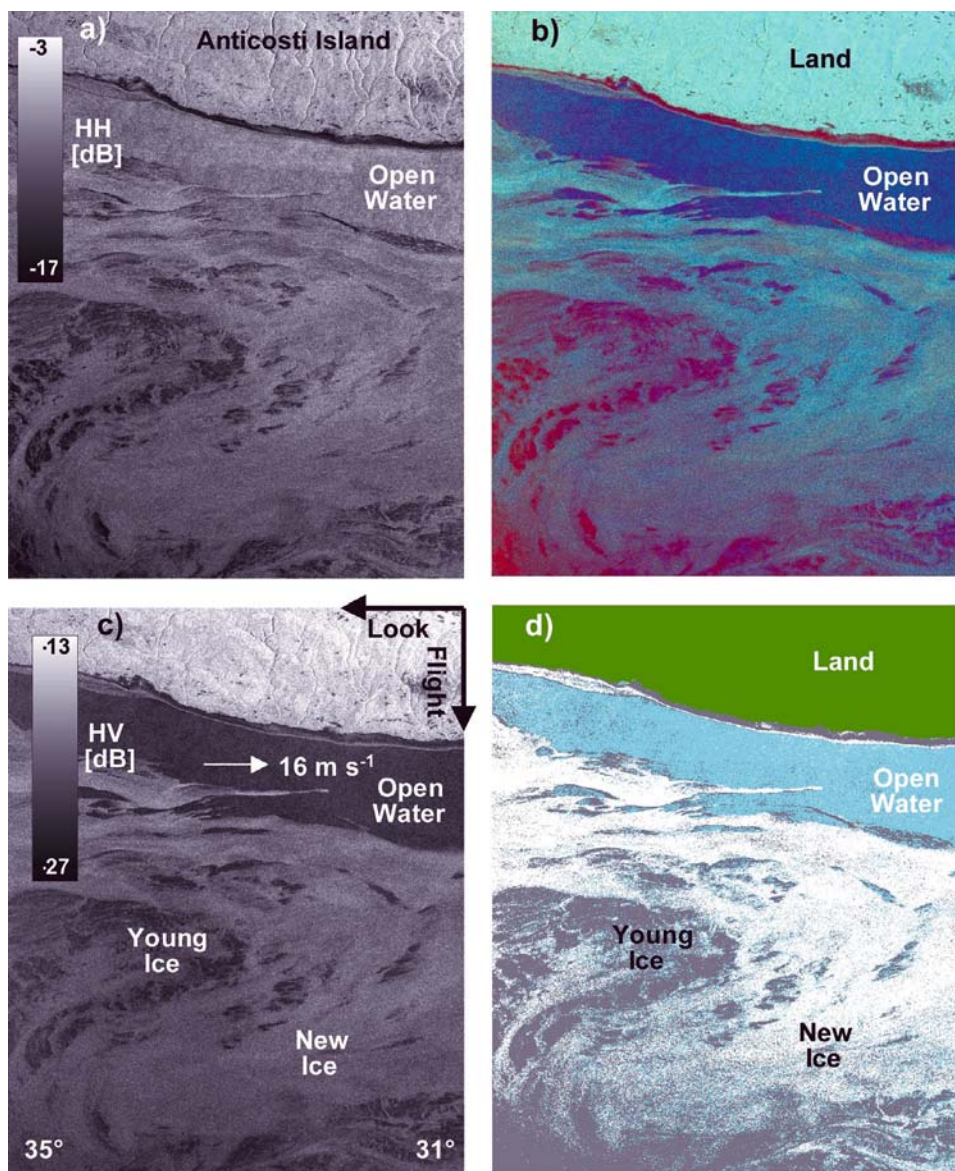 a)
-3
Anticosti Island
HH
[dB]
Open
Water
-17
b)
Land
Open
Water
c)
-13
Look
Flight
HV
[dB]
16 m s-1
Open
Water
-27
Young
Ice
New
Ice
35°
31°
d)
Land
Open
Water
Young
Ice
New
Ice